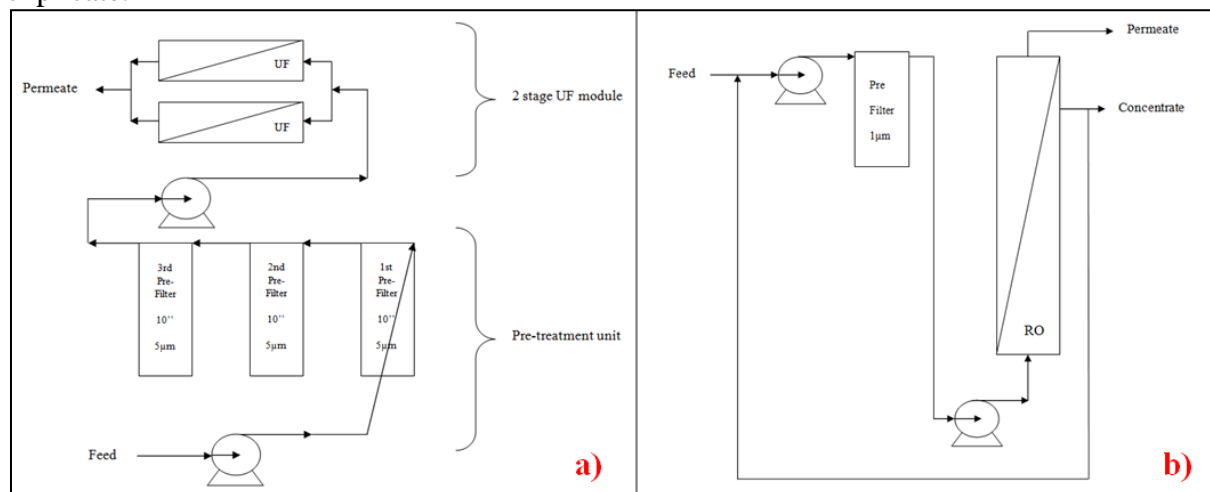 UF
Permeate
UF
2 stage UF module
3rd
Pre-
Filter
10''
5µm
2nd
Pre-
Filter
10''
5µm
1st
Pre-
Filter
10''
5µm
Pre-treatment unit
Feed
a)
Permeate
Feed
Pre
Filter
1µm
Concentrate
RO
b)